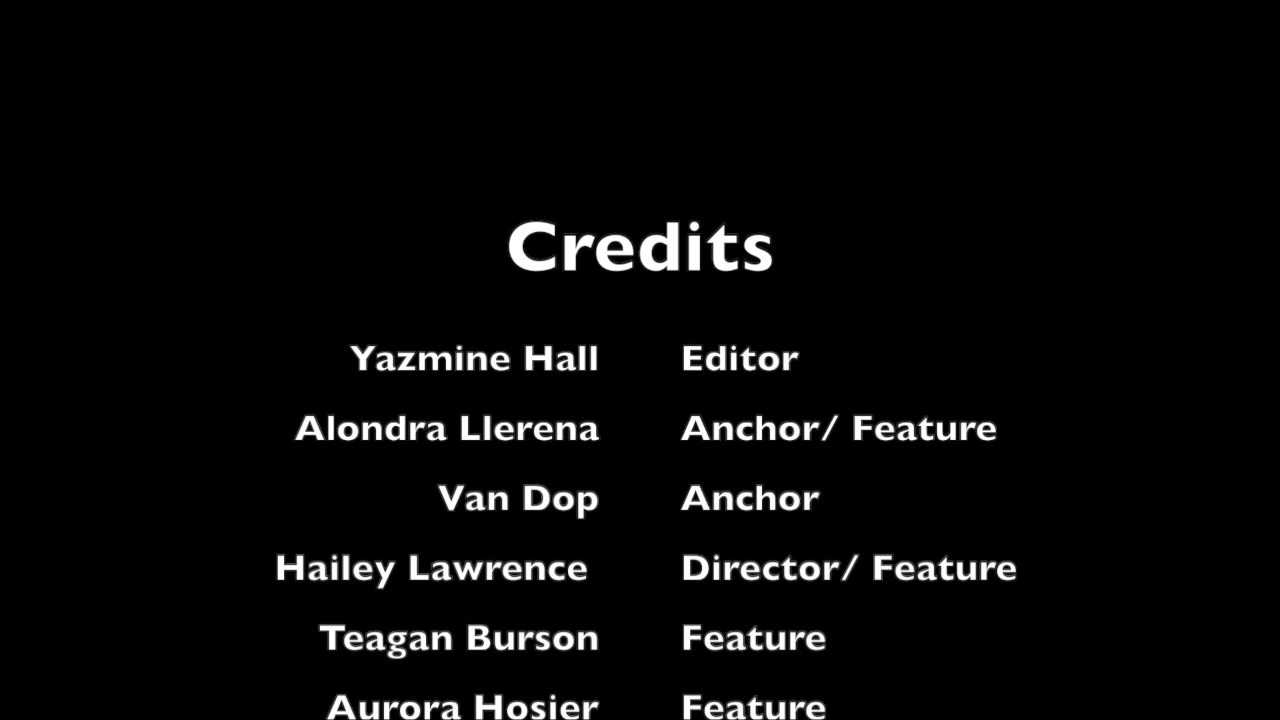 Credits
Yazmine Hall Editor
Alondra Llerena Anchor/ Feature
Van Dop Anchor
Hailey Lawrence Director/ Feature
Teagan Burson Feature
Aurora Hosier Feature